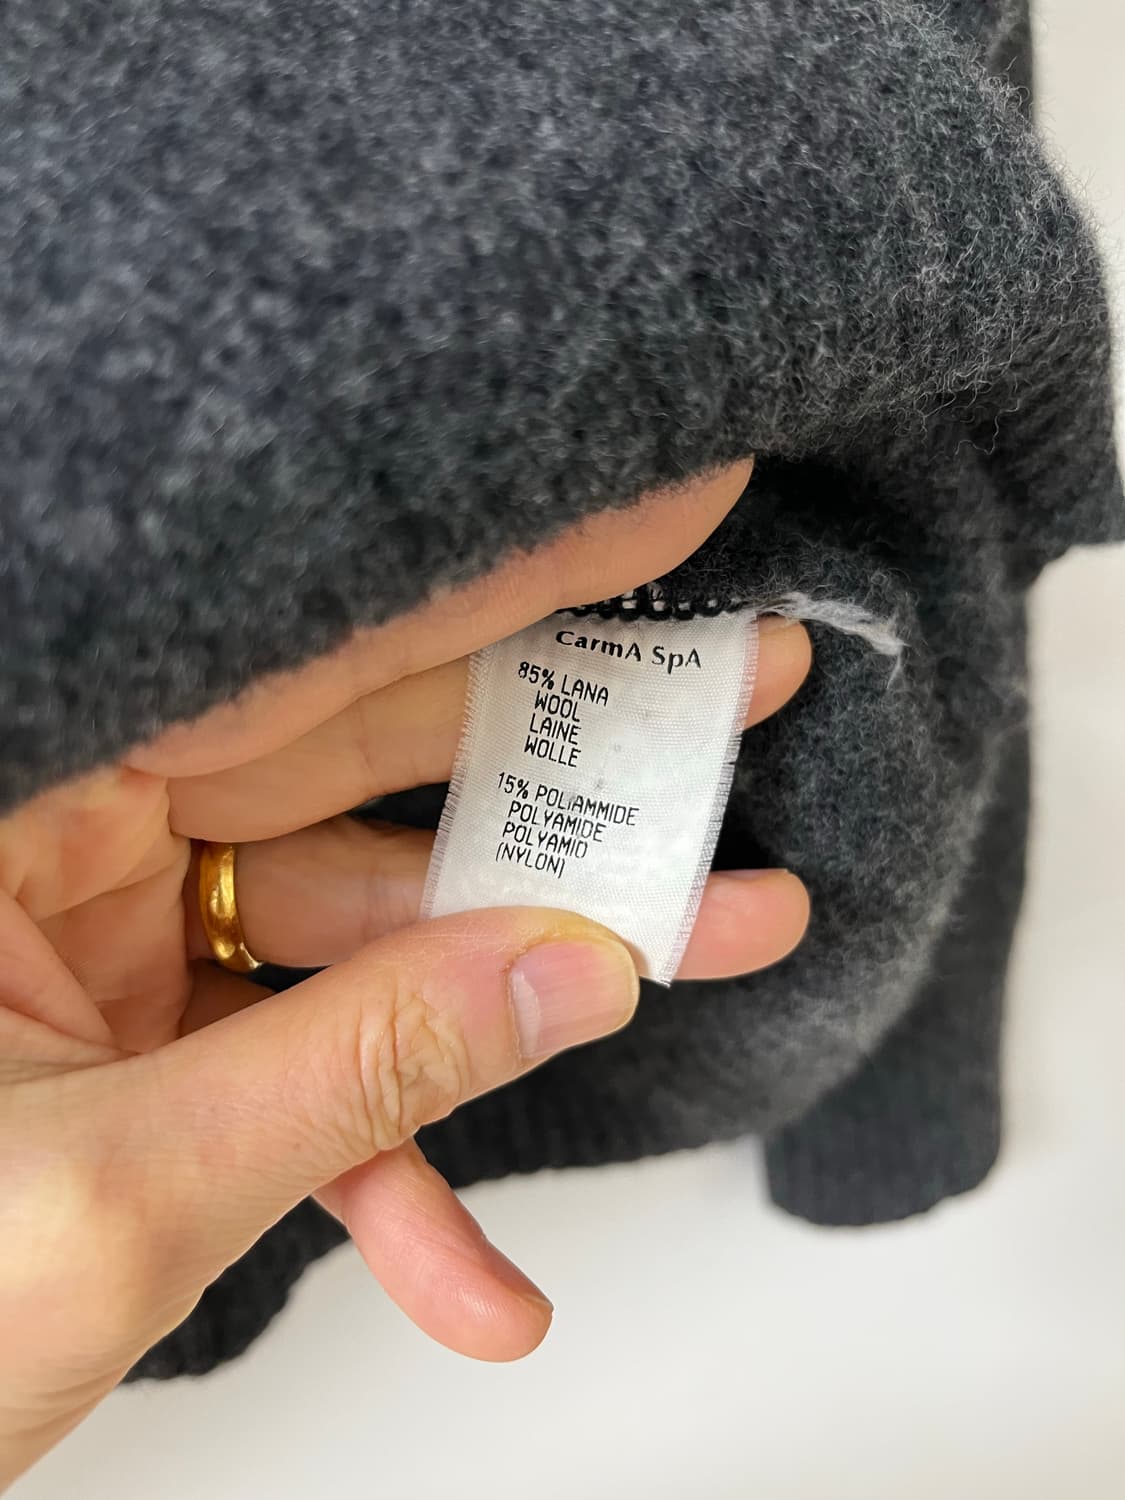 CarmA SpA
85% LANA
WOOL
LAINE
WOLLE
15% POLIAMMIDE
POLYAMIDE
POLYAMID
(NYLON)